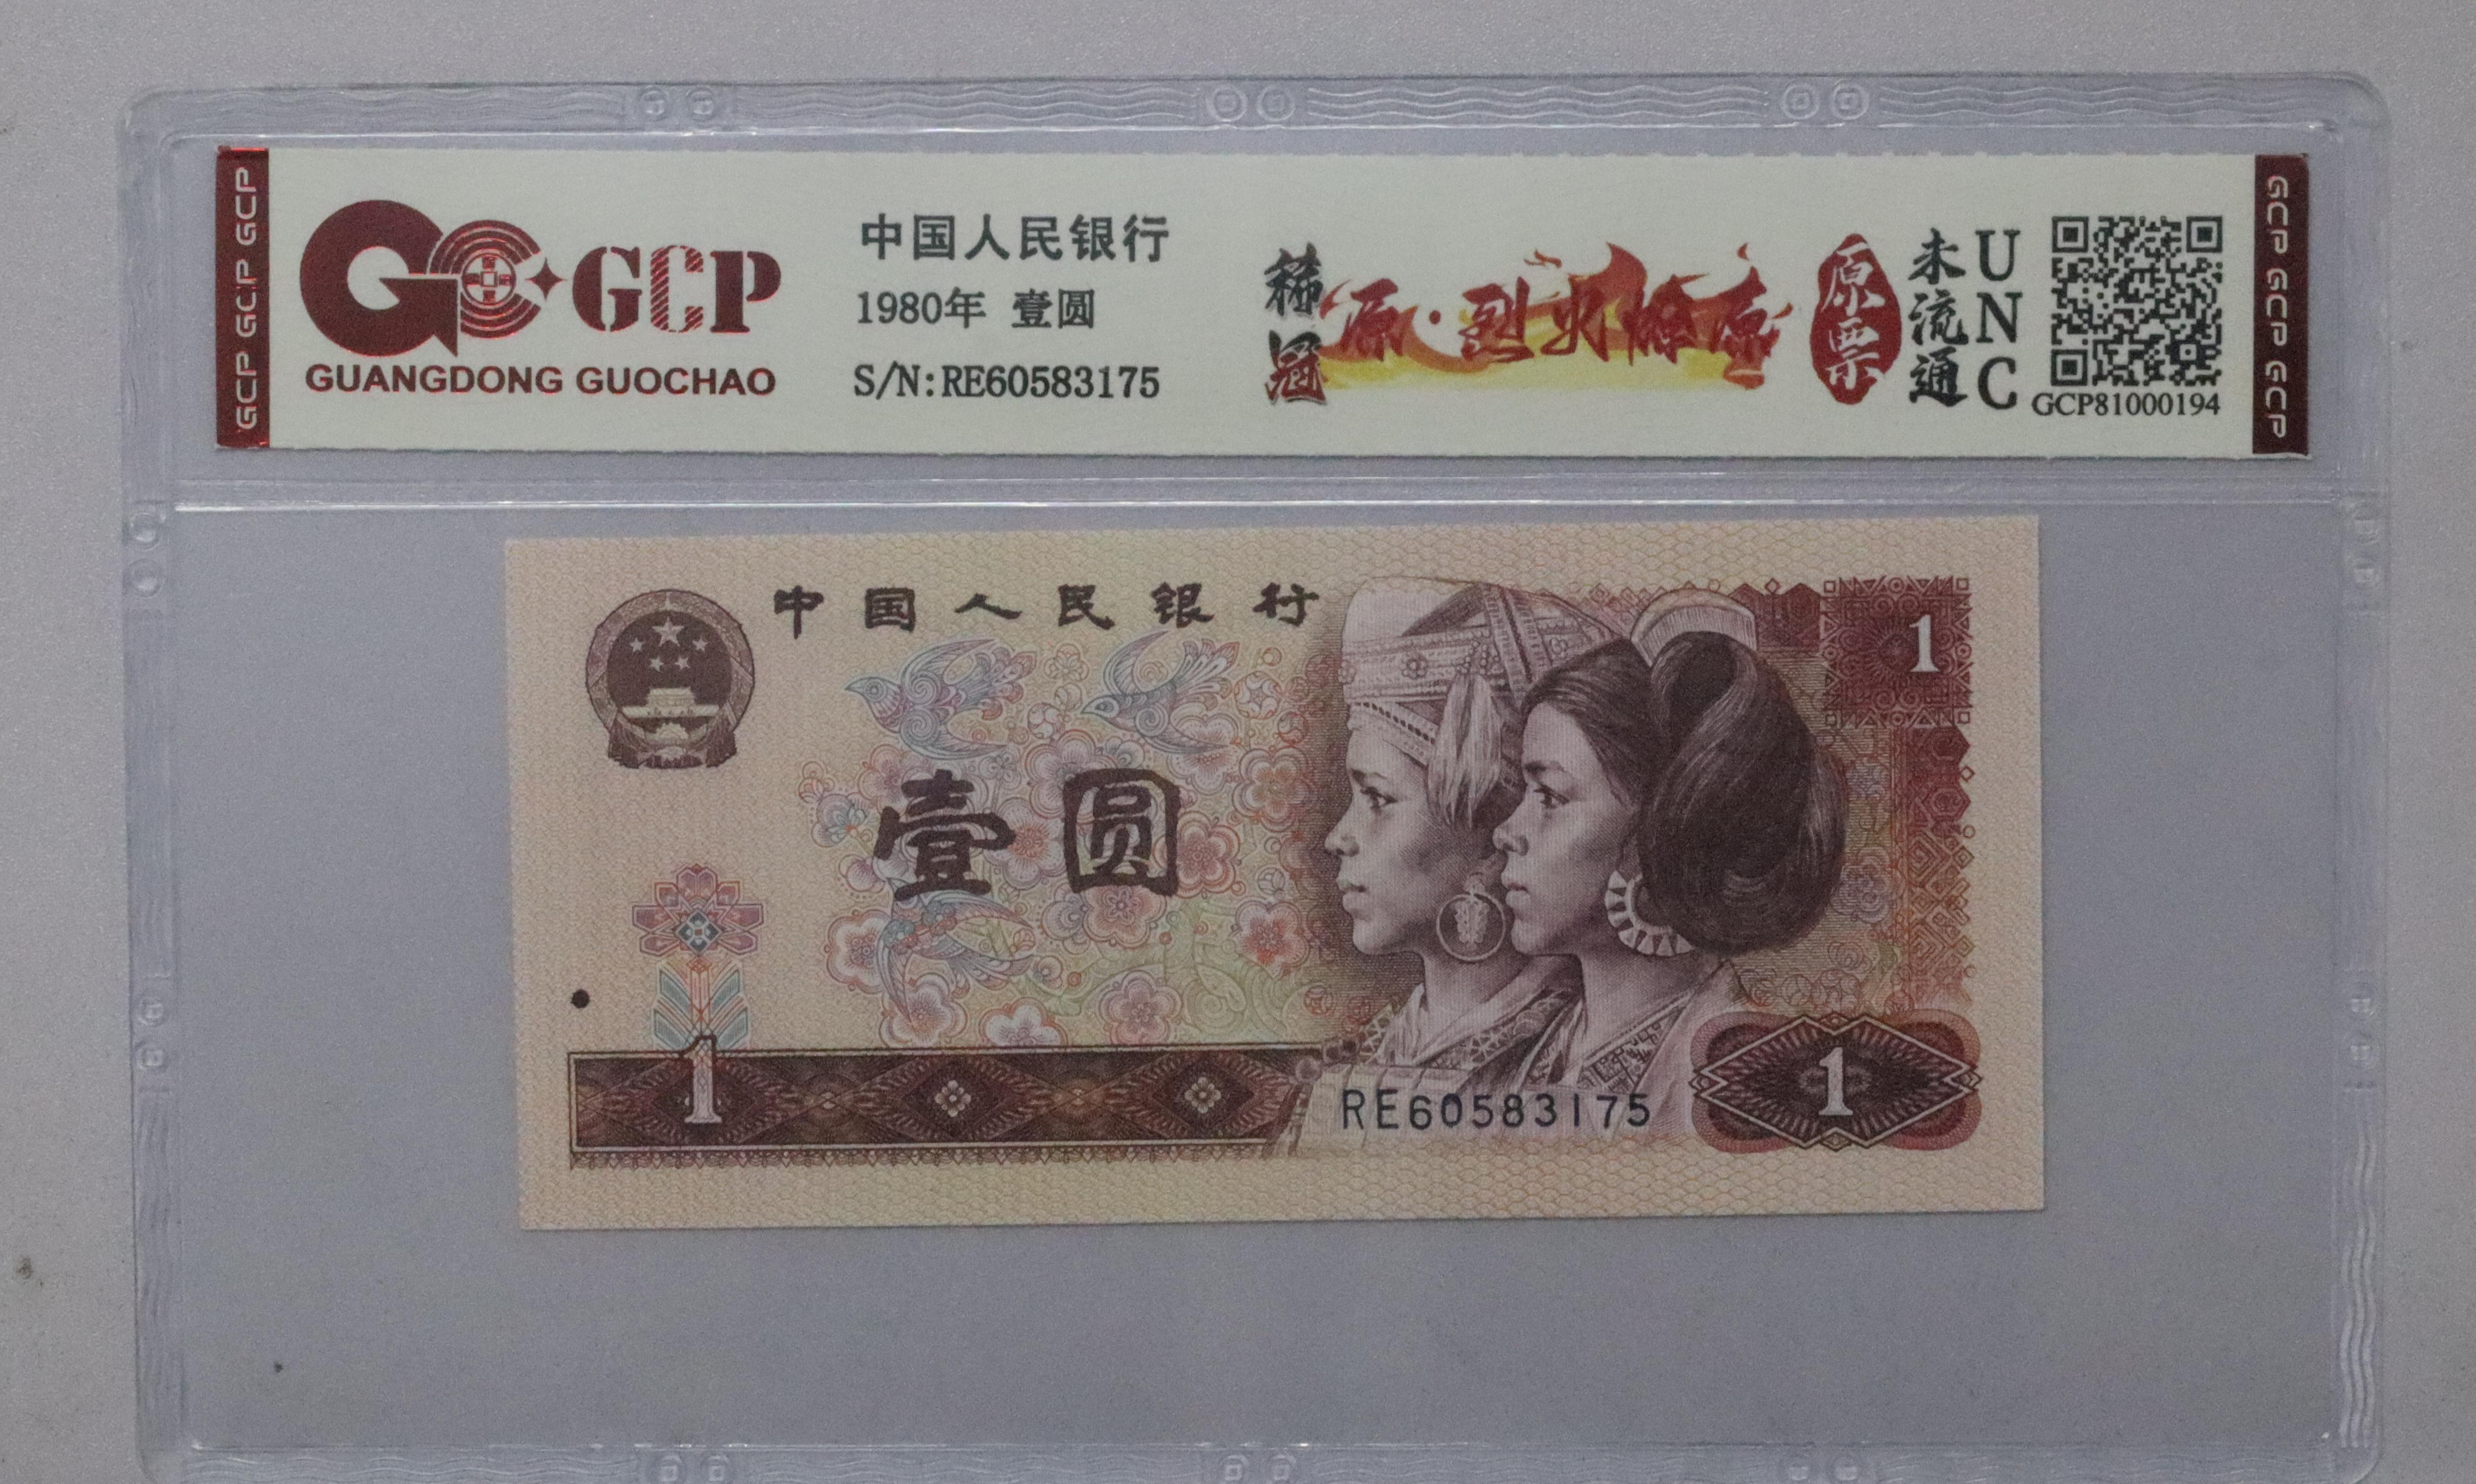 GCP GCP GCP
GCP
GUANGDONG GUOCHAO
中国人民银行
1980年 壹圆
S/N:RE60583175
稀冠
源·烈火燎原
原票
未流通
UNC
GCP81000194
GCP GCP GCP
中国人民银行
1
壹圆
1
RE60583175
1